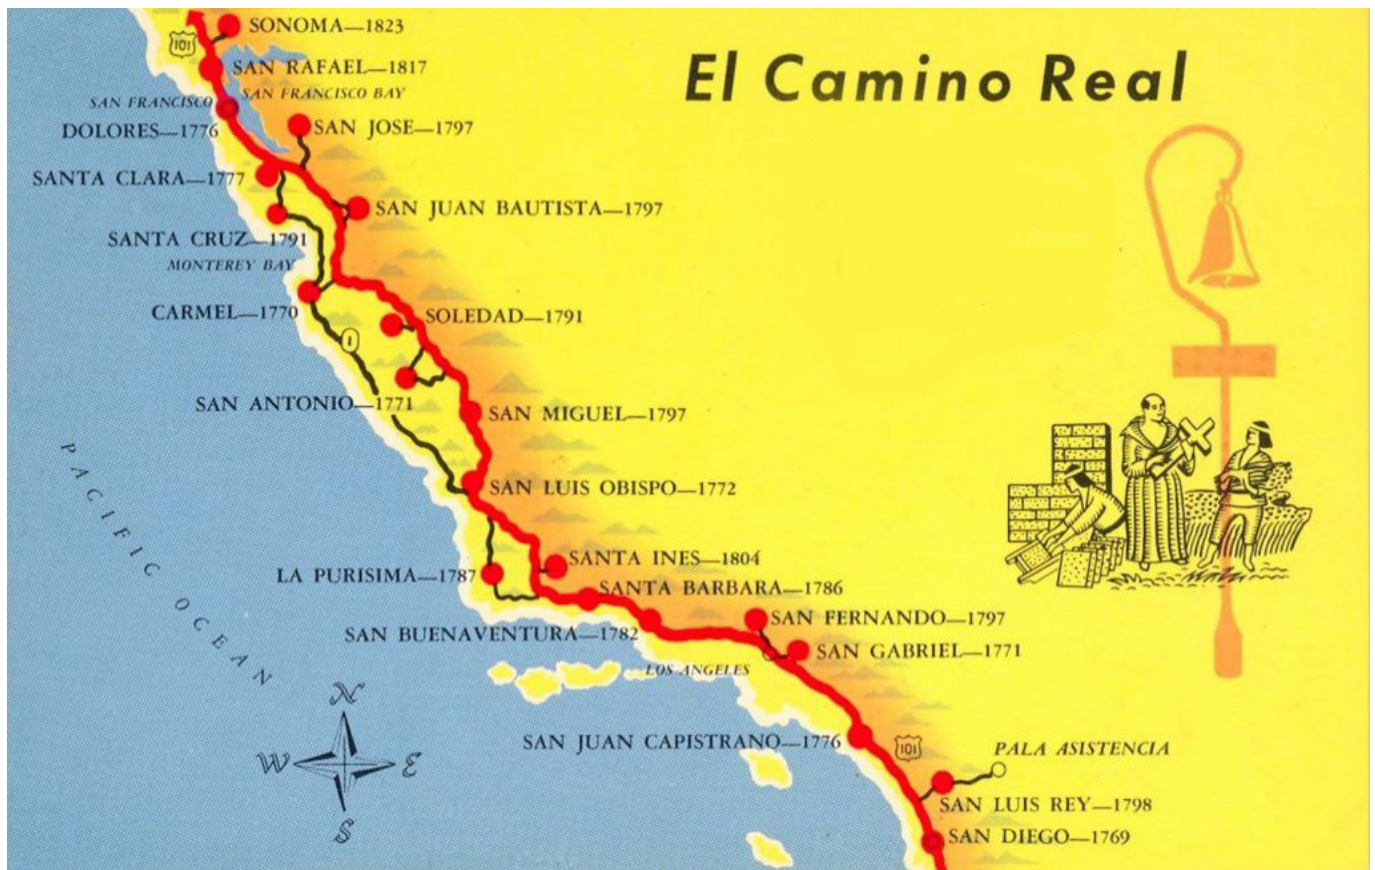 El Camino Real
SONOMA—1823
101
SAN RAFAEL—1817
SAN FRANCISCO BAY
SAN FRANCISCO
DOLORES—1776
SAN JOSE—1797
SANTA CLARA—1777
SAN JUAN BAUTISTA—1797
SANTA CRUZ—1791
MONTEREY BAY
CARMEL—1770
SOLEDAD—1791
1
SAN ANTONIO—1771
SAN MIGUEL—1797
PACIFIC OCEAN
SAN LUIS OBISPO—1772
SANTA INES—1804
LA PURISIMA—1787
SANTA BARBARA—1786
SAN FERNANDO—1797
SAN BUENAVENTURA—1782
SAN GABRIEL—1771
LOS ANGELES
N
W
E
S
SAN JUAN CAPISTRANO—1776
101
PALA ASISTENCIA
SAN LUIS REY—1798
SAN DIEGO—1769